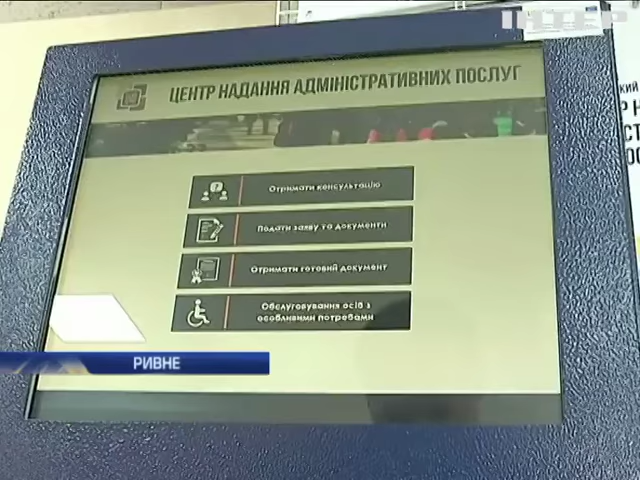 ІНТЕР
ЦЕНТР НАДАННЯ АДМІНІСТРАТИВНИХ ПОСЛУГ
Отримати консультацію
Подати заяву та документи
Отримати готовий документ
Обслуговування осіб з
особливими потребами
РИВНЕ